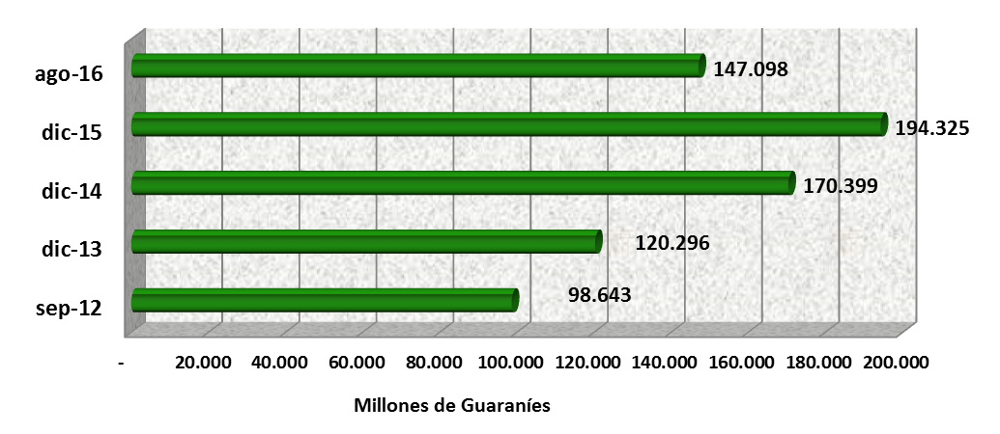 ago-16
147.098
dic-15
194.325
dic-14
170.399
dic-13
120.296
sep-12
98.643
- 20.000 40.000 60.000 80.000 100.000 120.000 140.000 160.000 180.000 200.000
Millones de Guaraníes